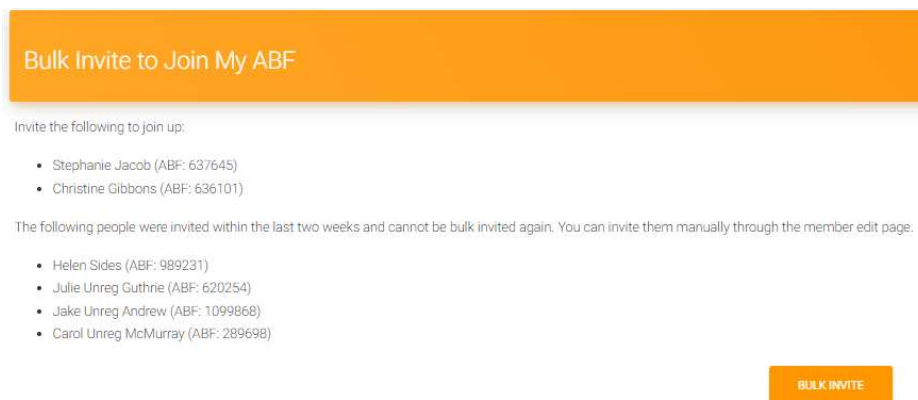 Bulk Invite to Join My ABF
Invite the following to join up:
• Stephanie Jacob (ABF: 637645)
• Christine Gibbons (ABF: 636101)
The following people were invited within the last two weeks and cannot be bulk invited again. You can invite them manually through the member edit page.
• Helen Sides (ABF: 989231)
• Julie Unreg Guthrie (ABF: 620254)
• Jake Unreg Andrew (ABF: 1099868)
• Carol Unreg McMurray (ABF: 289698)
BULK INVITE